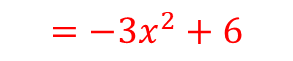 = −3x² + 6